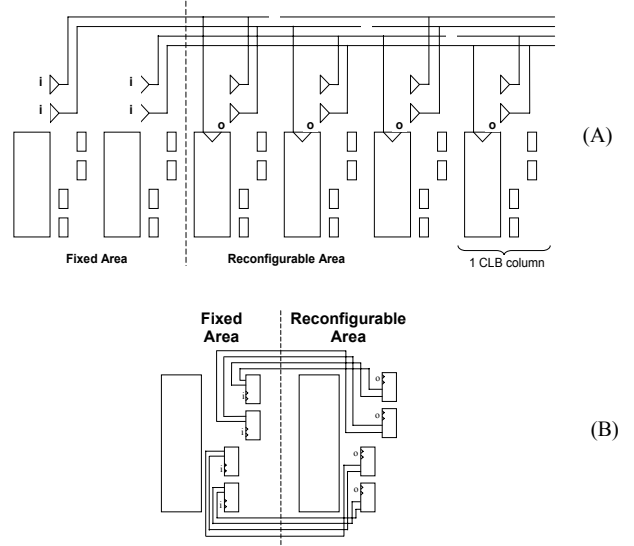 i
i
i
i
o
o
o
o
(A)
Fixed Area
Reconfigurable Area
1 CLB column
Fixed
Area
Reconfigurable
Area
i
i
i
i
o
o
o
o
(B)